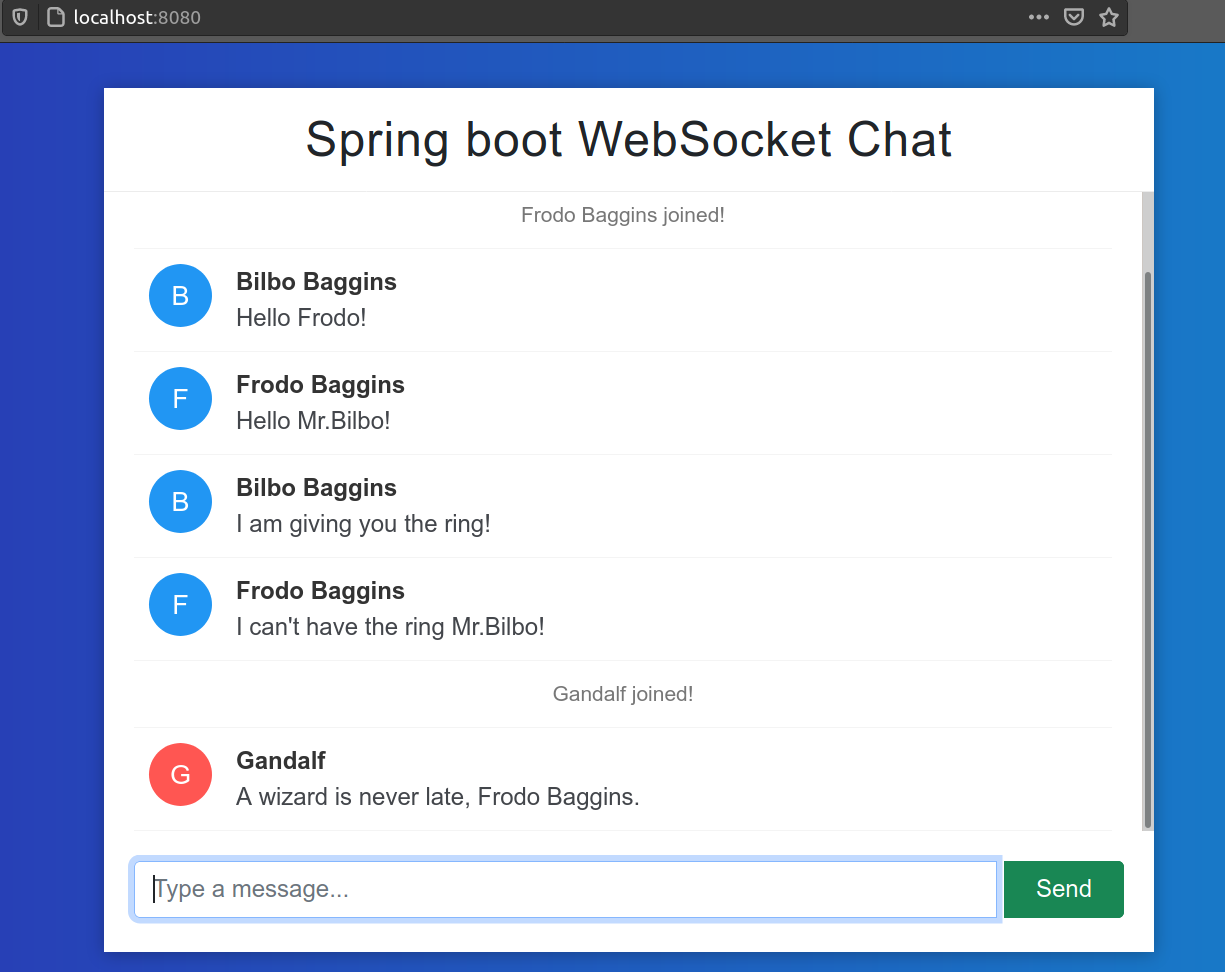 localhost:8080
Spring boot WebSocket Chat
Frodo Baggins joined!
B
Bilbo Baggins
Hello Frodo!
F
Frodo Baggins
Hello Mr.Bilbo!
B
Bilbo Baggins
I am giving you the ring!
F
Frodo Baggins
I can't have the ring Mr.Bilbo!
Gandalf joined!
G
Gandalf
A wizard is never late, Frodo Baggins.
Type a message...
Send